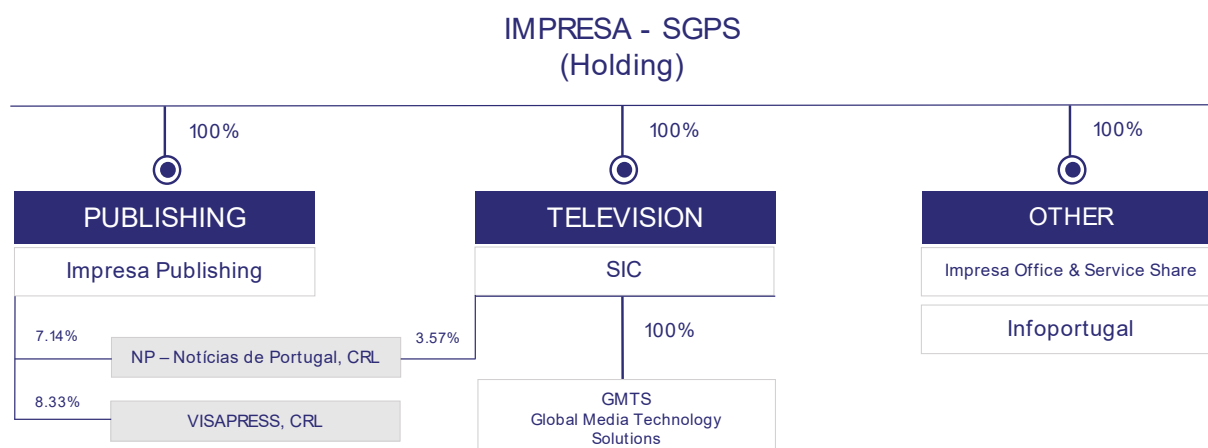 IMPRESA - SGPS
(Holding)
100%
100%
100%
PUBLISHING
TELEVISION
OTHER
Impresa Publishing
SIC
Impresa Office & Service Share
Infoportugal
7.14%
NP – Notícias de Portugal, CRL
3.57%
100%
8.33%
VISAPRESS, CRL
GMTS
Global Media Technology
Solutions